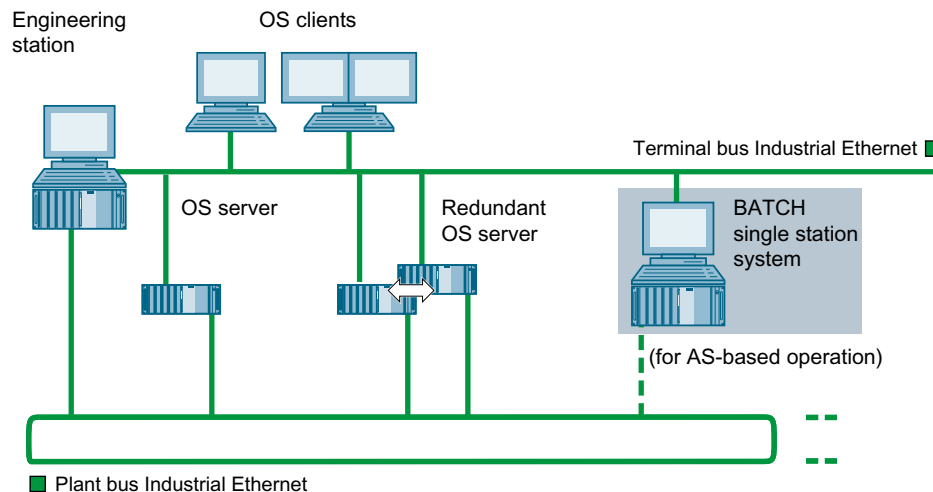 Engineering
station
OS clients
Terminal bus Industrial Ethernet
OS server
Redundant
OS server
BATCH
single station
system
(for AS-based operation)
Plant bus Industrial Ethernet